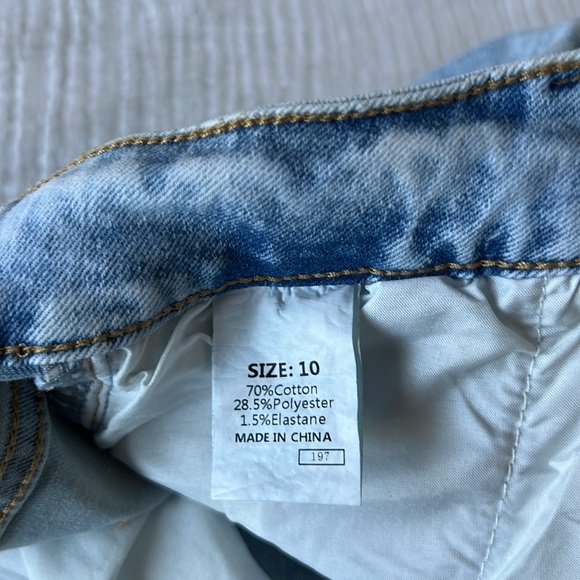 SIZE: 10
70%Cotton
28.5%Polyester
1.5%Elastane
MADE IN CHINA
197